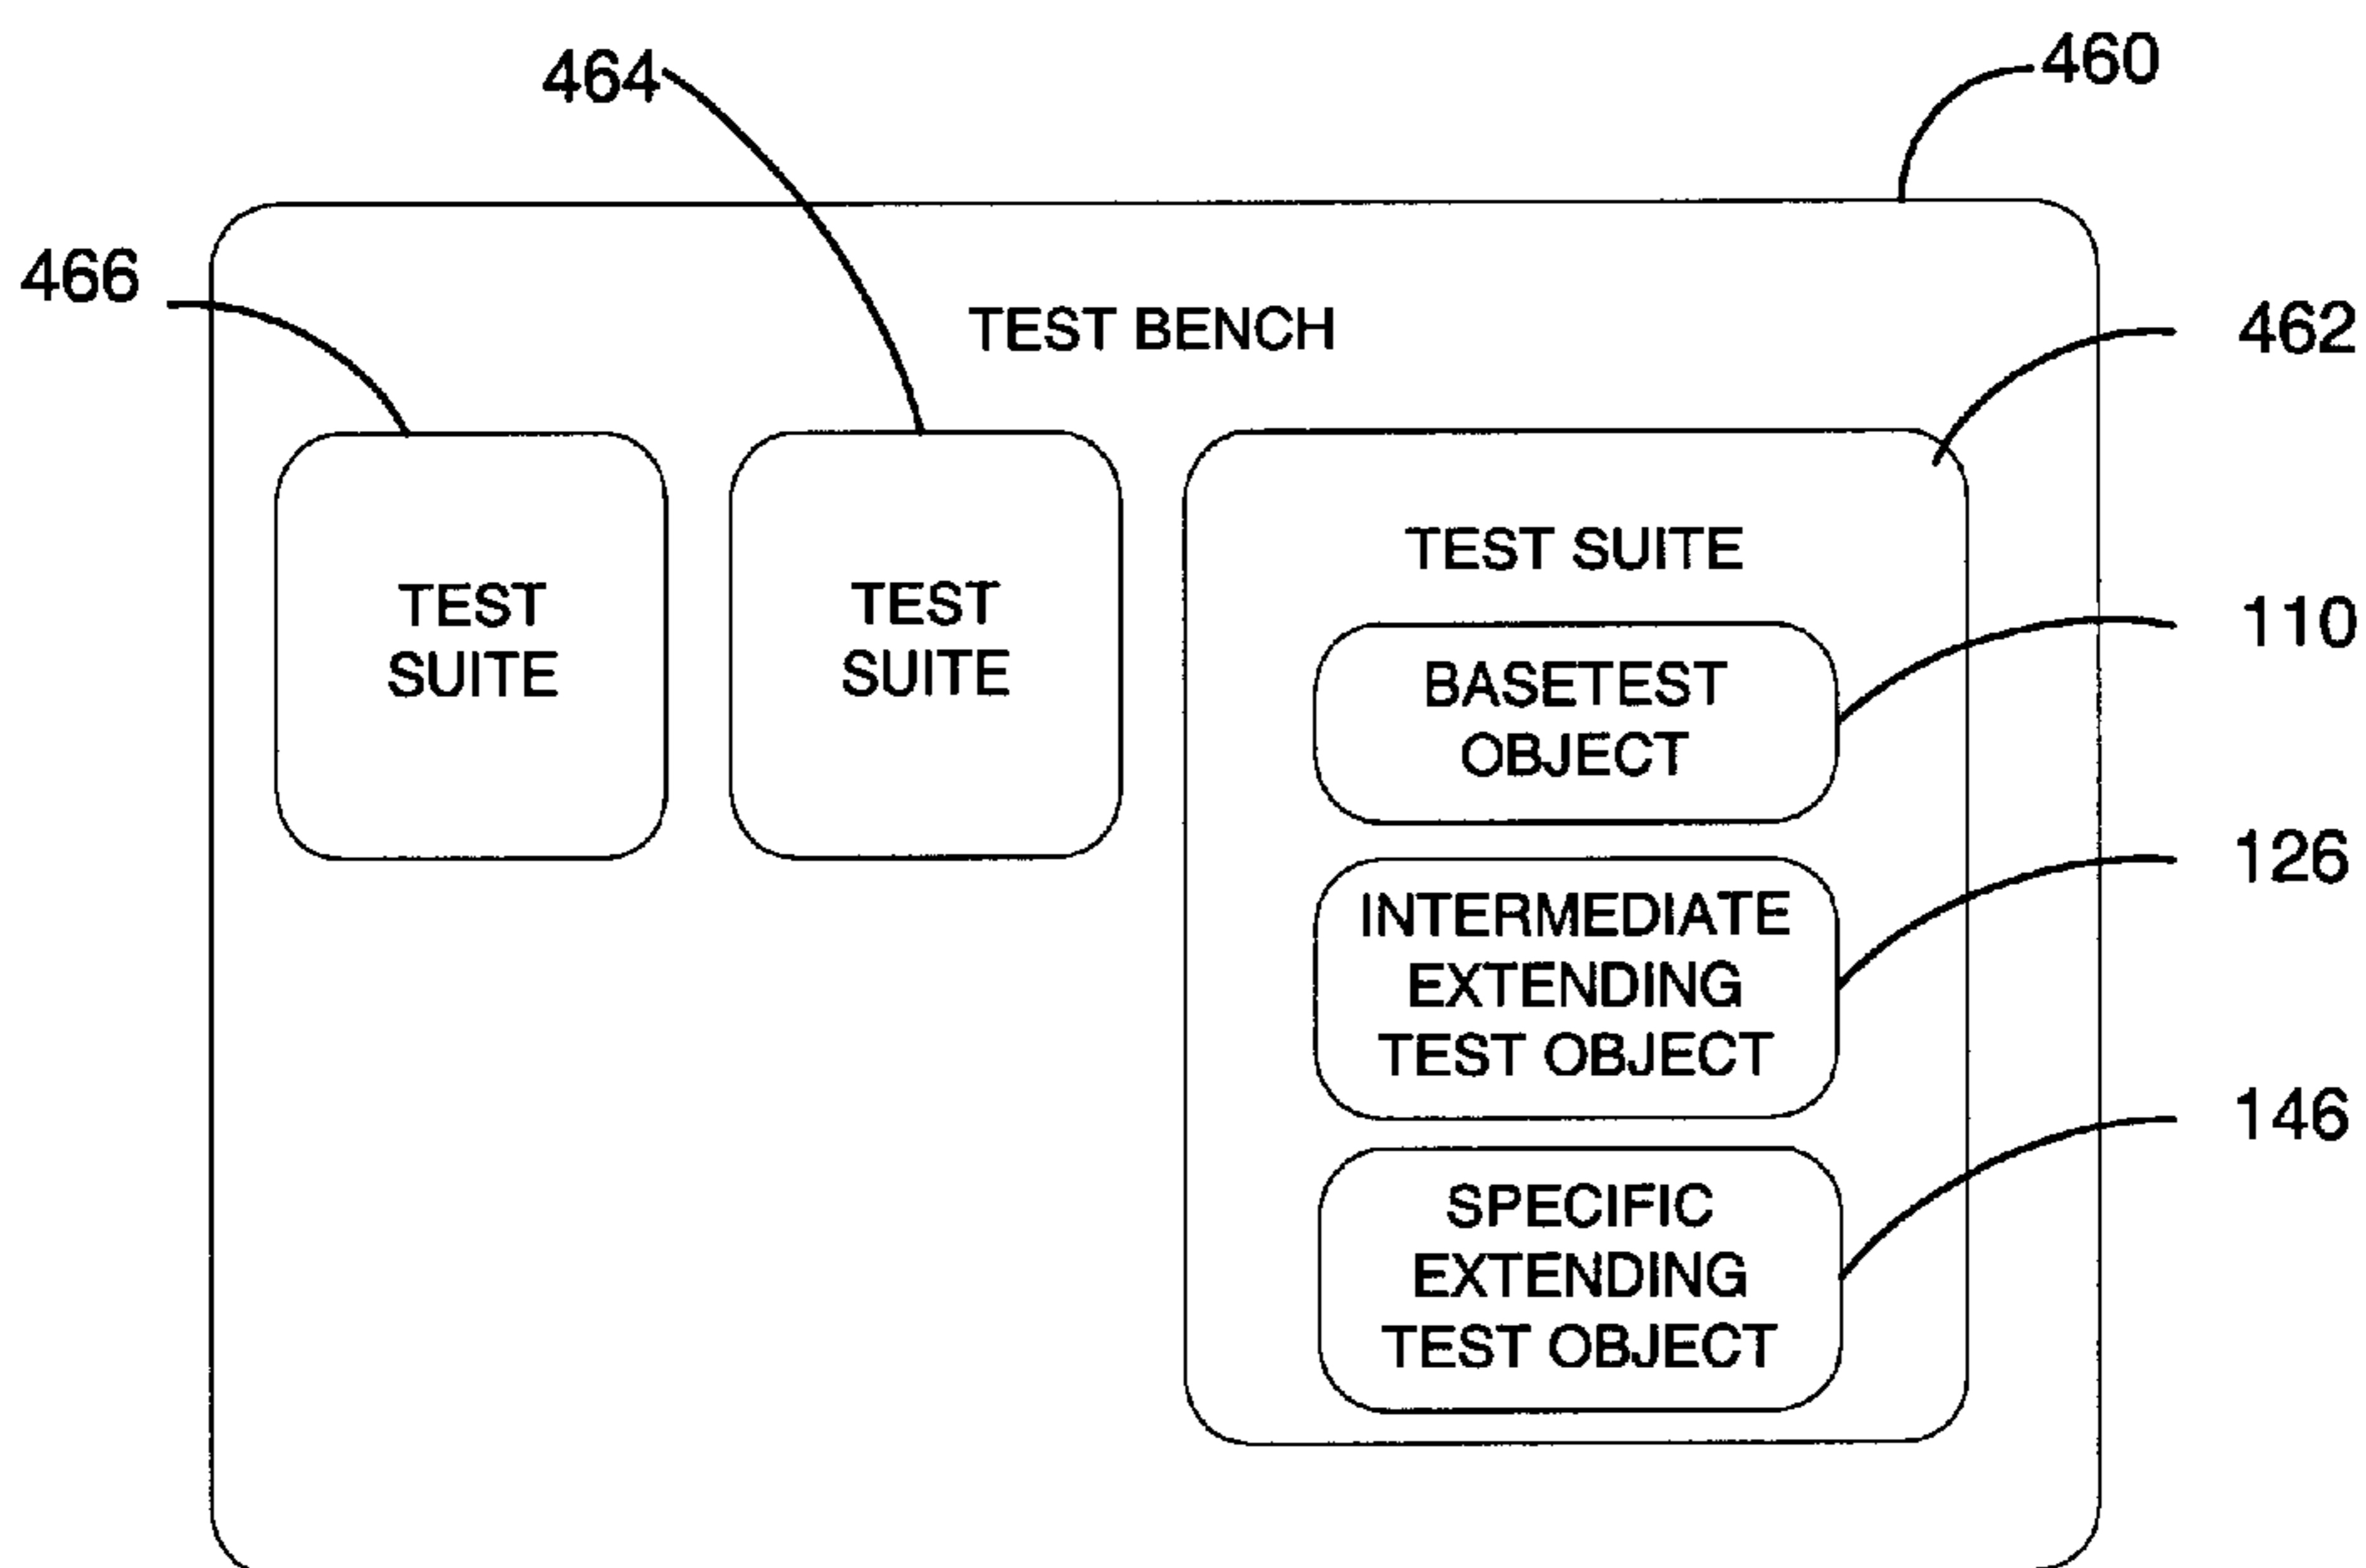 460
464
466
TEST BENCH
462
TEST
SUITE
TEST
SUITE
TEST SUITE
110
BASETEST
OBJECT
126
INTERMEDIATE
EXTENDING
TEST OBJECT
146
SPECIFIC
EXTENDING
TEST OBJECT